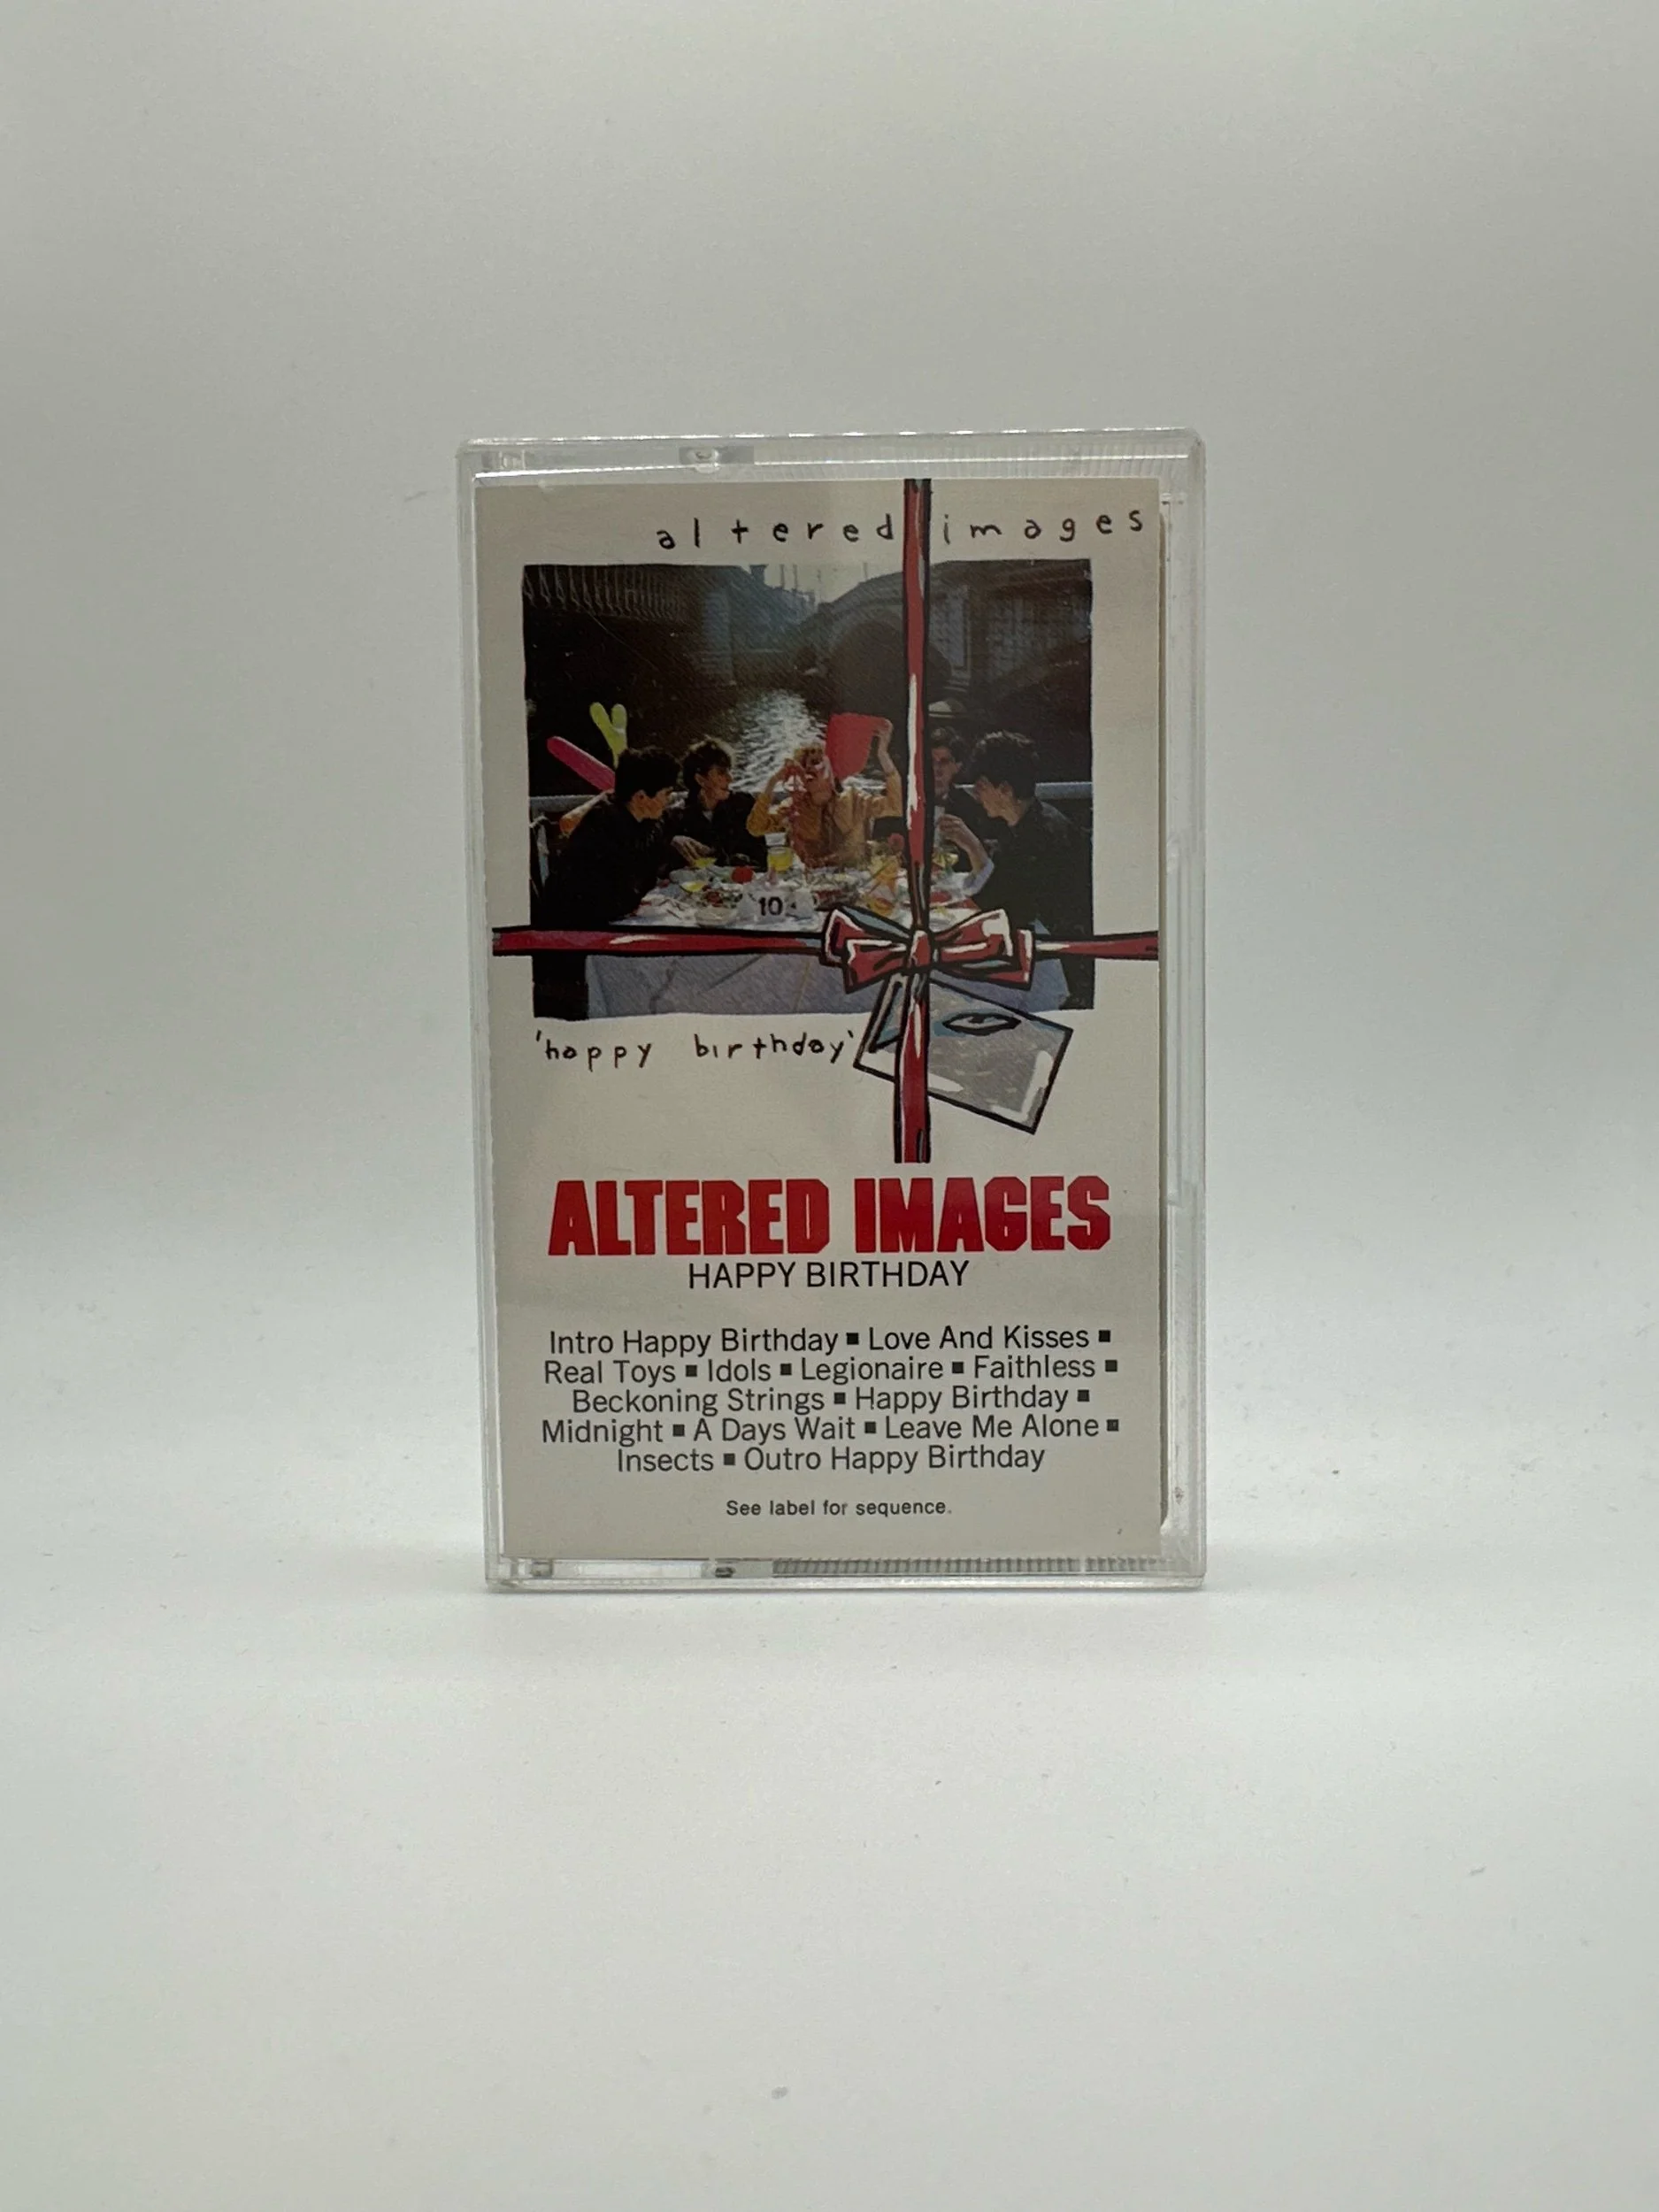 altered images
10
'happy birthday'
ALTERED IMAGES
HAPPY BIRTHDAY
Intro Happy Birthday ▪ Love And Kisses ▪
Real Toys ▪ Idols ▪ Legionaire ▪ Faithless ▪
Beckoning Strings ▪ Happy Birthday ▪
Midnight ▪ A Days Wait ▪ Leave Me Alone ▪
Insects ▪ Outro Happy Birthday
See label for sequence.